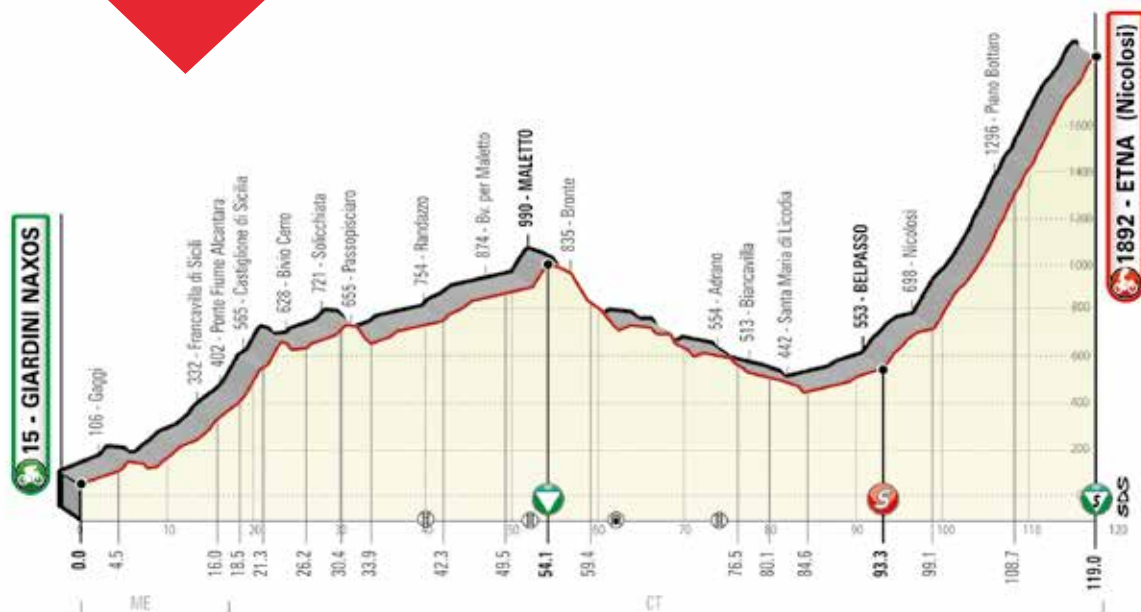 15 - GIARDINI NAXOS
106 - Gaggi
332 - Francavilla di Sicili
402 - Ponte Fiume Alcantara
565 - Castiglione di Sicilia
628 - Bivio Cerro
721 - Solicchiata
655 - Passopisciaro
754 - Randazzo
874 - Bv. per Maletto
990 - MALETTO
835 - Bronte
554 - Adrano
513 - Biancavilla
442 - Santa Maria di Licodia
553 - BELPASSO
698 - Nicolosi
1296 - Piano Bottaro
1892 - ETNA (Nicolosi)
1600
1400
1200
1000
800
600
400
200
S
S
SDS
10 20 30 40 50 60 70 80 90 100 110 120
0.0 4.5 16.0 18.5 21.3 26.2 30.4 33.9 42.3 49.5 54.1 59.4 76.5 80.1 84.6 93.3 99.1 108.7 119.0
ME CT